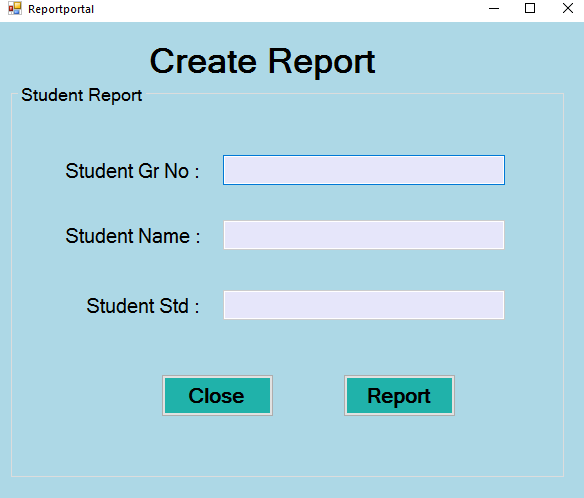 Reportportal
Create Report
Student Report
Student Gr No :
Student Name :
Student Std :
Close Report